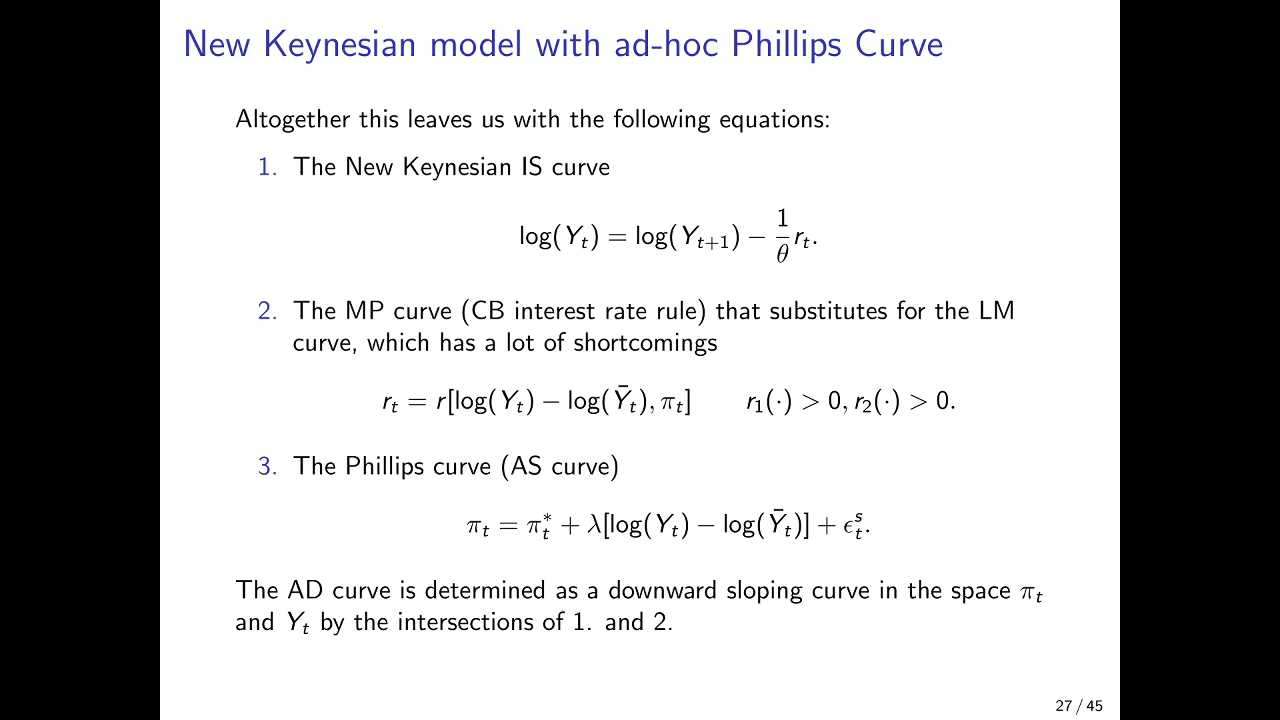 New Keynesian model with ad-hoc Phillips Curve
Altogether this leaves us with the following equations:
1. The New Keynesian IS curve
log(Y_t) = log(Y_{t+1}) − \frac{1}{θ} r_t.
2. The MP curve (CB interest rate rule) that substitutes for the LM
curve, which has a lot of shortcomings
r_t = r[log(Y_t) − log(Ȳ_t), π_t] r_1(·) > 0, r_2(·) > 0.
3. The Phillips curve (AS curve)
π_t = π_t^* + λ[log(Y_t) − log(Ȳ_t)] + ϵ_t^s.
The AD curve is determined as a downward sloping curve in the space π_t
and Y_t by the intersections of 1. and 2.
27 / 45